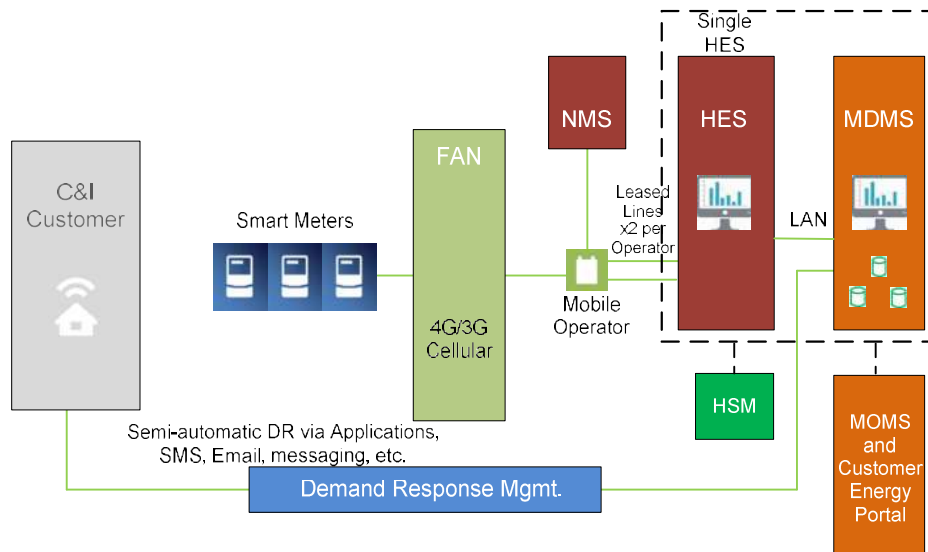 Single
HES
NMS
HES
MDMS
FAN
C&I
Customer
Leased
Lines
x2 per
Operator
LAN
Smart Meters
Mobile
Operator
4G/3G
Cellular
HSM
MOMS
and
Customer
Energy
Portal
Semi-automatic DR via Applications,
SMS, Email, messaging, etc.
Demand Response Mgmt.